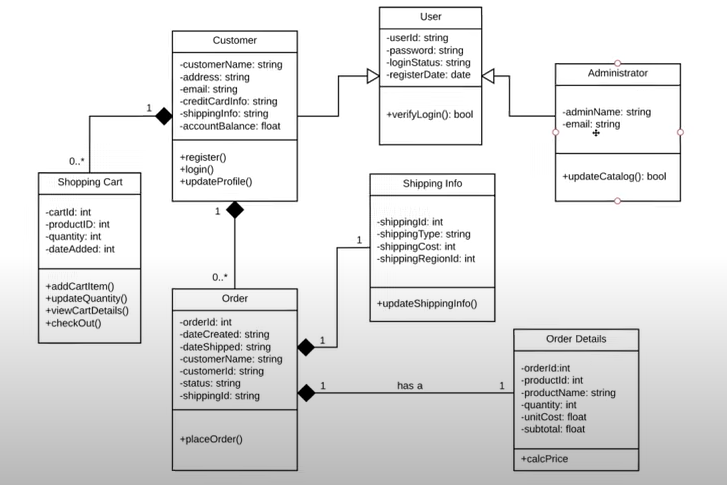 User
-userId: string
-password: string
-loginStatus: string
-registerDate: date
+verifyLogin(): bool
Customer
-customerName: string
-address: string
-email: string
-creditCardInfo: string
-shippingInfo: string
-accountBalance: float
+register()
+login()
+updateProfile()
Administrator
-adminName: string
-email: string
+updateCatalog(): bool
1
0..*
Shopping Cart
-cartId: int
-productID: int
-quantity: int
-dateAdded: int
+addCartItem()
+updateQuantity()
+viewCartDetails()
+checkOut()
1
0..*
Shipping Info
-shippingId: int
-shippingType: string
-shippingCost: int
-shippingRegionId: int
+updateShippingInfo()
1
1
Order
-orderId: int
-dateCreated: string
-dateShipped: string
-customerName: string
-customerId: string
-status: string
-shippingId: string
+placeOrder()
1
has a
1
Order Details
-orderId:int
-productId: int
-productName: string
-quantity: int
-unitCost: float
-subtotal: float
+calcPrice